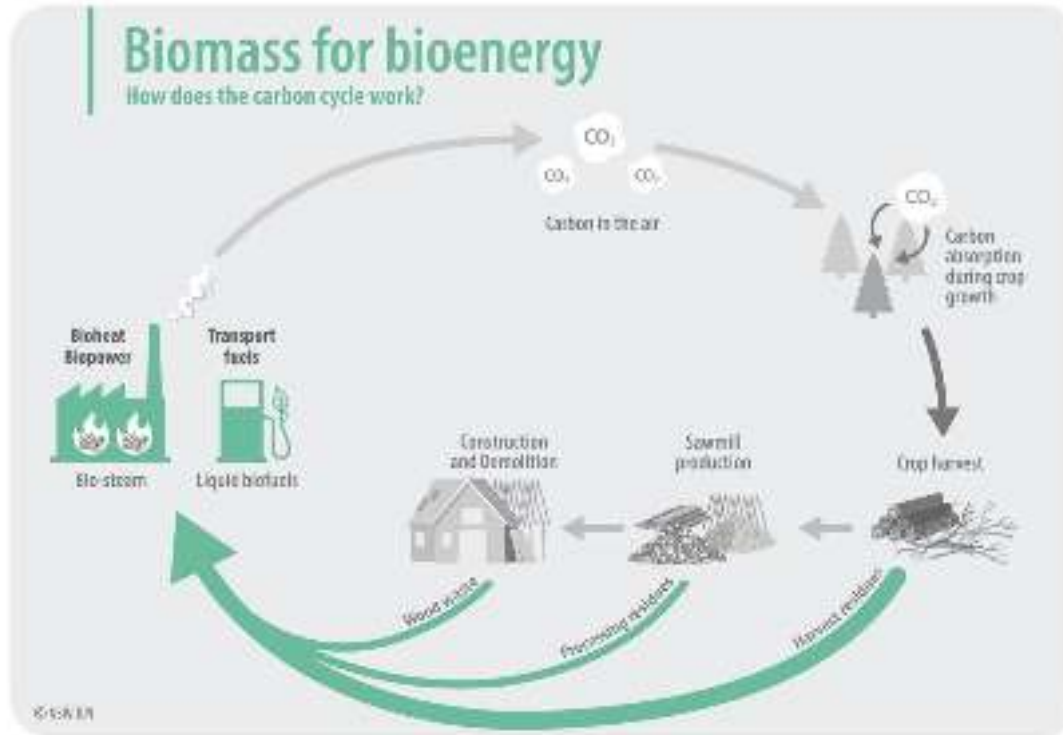 Biomass for bioenergy
How does the carbon cycle work?
CO₂
CO₂
CO₂
Carbon in the air
CO₂
Carbon
absorption
during crop
growth
Bioheat
Biopower
Transport
fuels
Bio-steam
Liquid biofuels
Construction
and Demolition
Sawmill
production
Crop harvest
Wood waste
Processing residues
Harvest residues